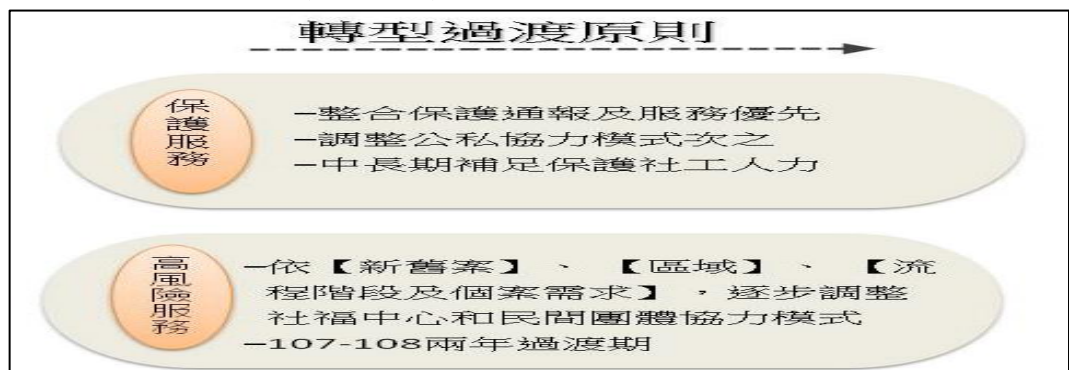 轉型過渡原則
保護服務
–整合保護通報及服務優先
–調整公私協力模式次之
–中長期補足保護社工人力
高風險服務
–依【新舊案】、【區域】、【流
程階段及個案需求】，逐步調整
社福中心和民間團體協力模式
–107-108兩年過渡期